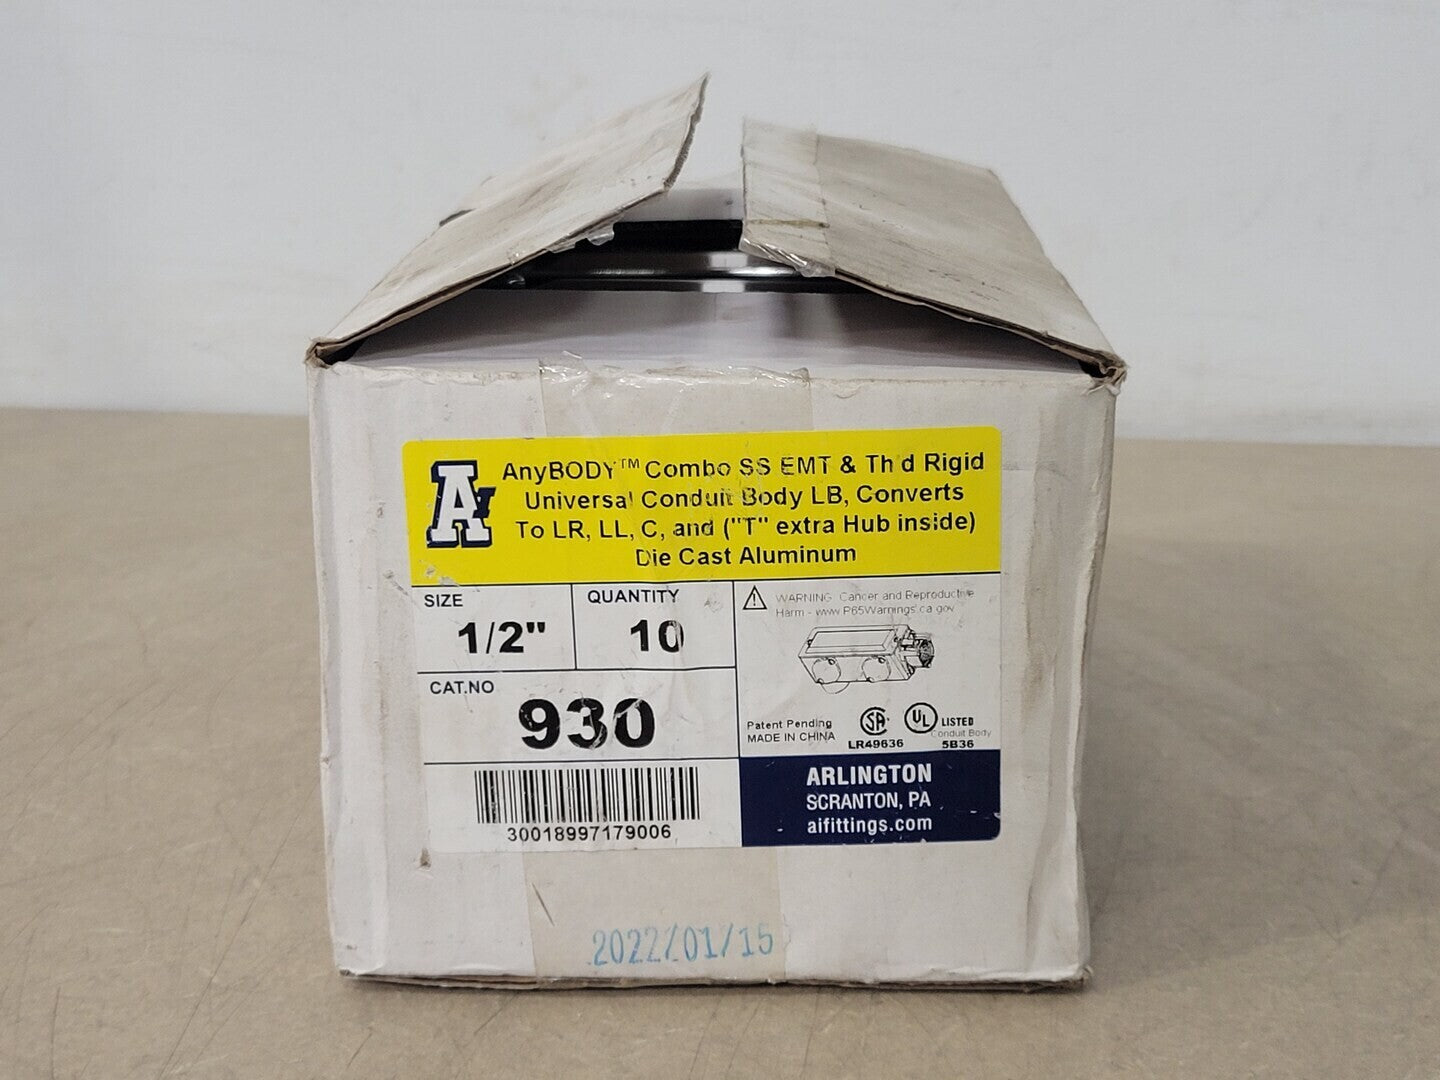 A
AnyBODY™ Combo SS EMT & Th'd Rigid
Universal Conduit Body LB, Converts
To LR, LL, C, and ("T" extra Hub inside)
Die Cast Aluminum
SIZE
1/2"
QUANTITY
10
WARNING: Cancer and Reproductive
Harm - www.P65Warnings.ca.gov
CAT.NO
930
Patent Pending
MADE IN CHINA
SA
LR49636
UL LISTED
Conduit Body
5B36
30018997179006
ARLINGTON
SCRANTON, PA
aifittings.com
2022/01/15